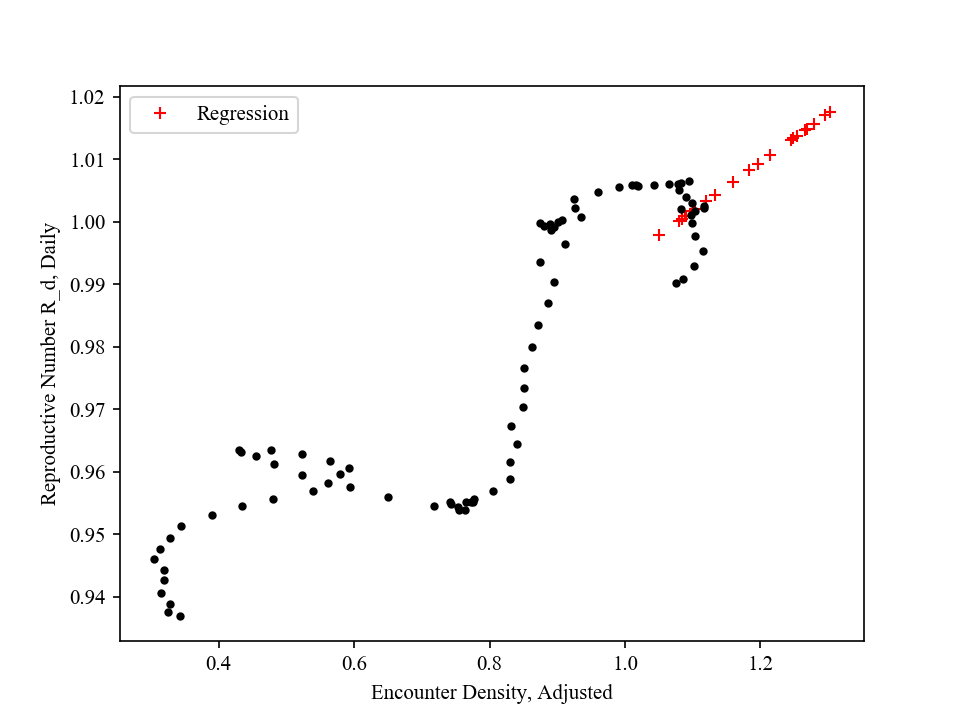 Regression
1.02
1.01
1.00
0.99
0.98
0.97
0.96
0.95
0.94
Reproductive Number R_d, Daily
0.4 0.6 0.8 1.0 1.2
Encounter Density, Adjusted